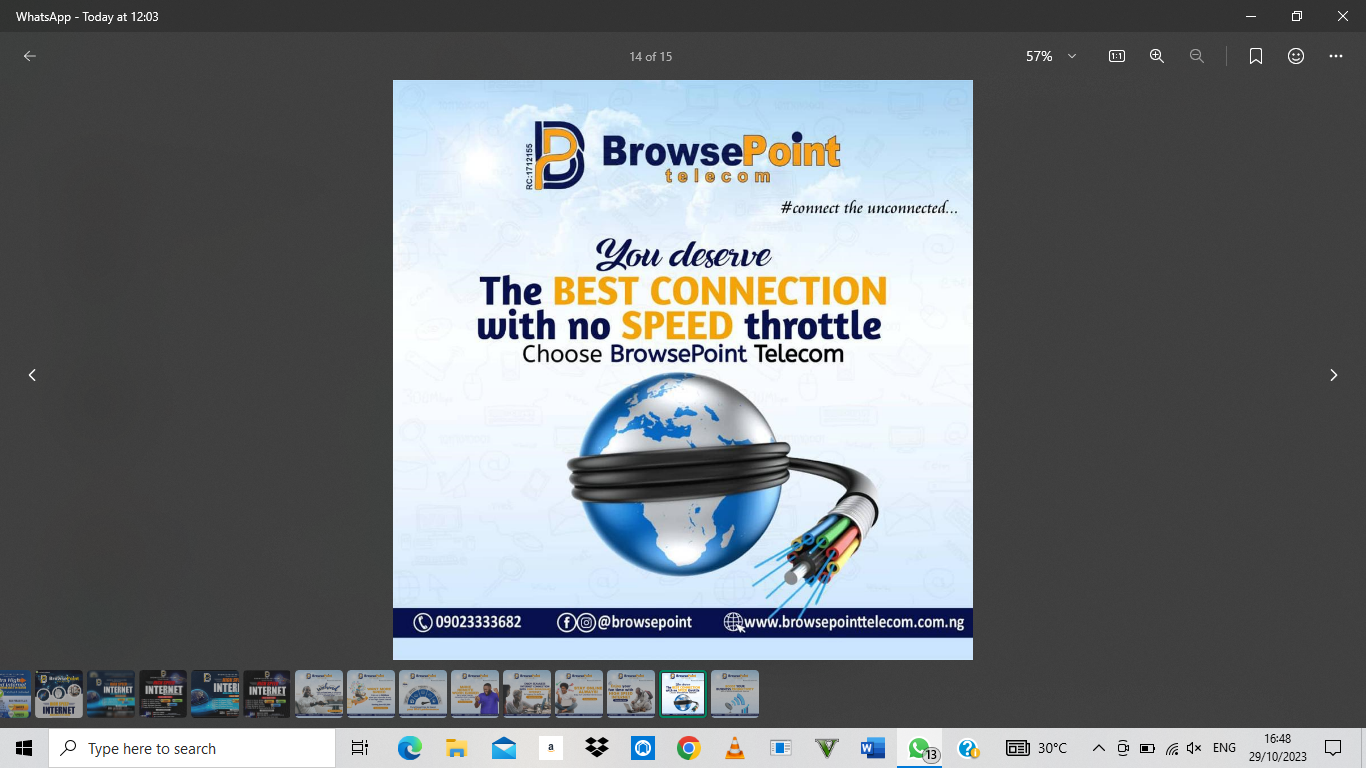 WhatsApp - Today at 12:03
14 of 15
57%
1:1
RC:1712155
BrowsePoint
telecom
#connect the unconnected...
You deserve
The BEST CONNECTION
with no SPEED throttle
Choose BrowsePoint Telecom
09023333682
@browsepoint
www.browsepointtelecom.com.ng
INTERNET
INTERNET
INTERNET
INTERNET
Type here to search
a
13
30°C
ENG
16:48
29/10/2023